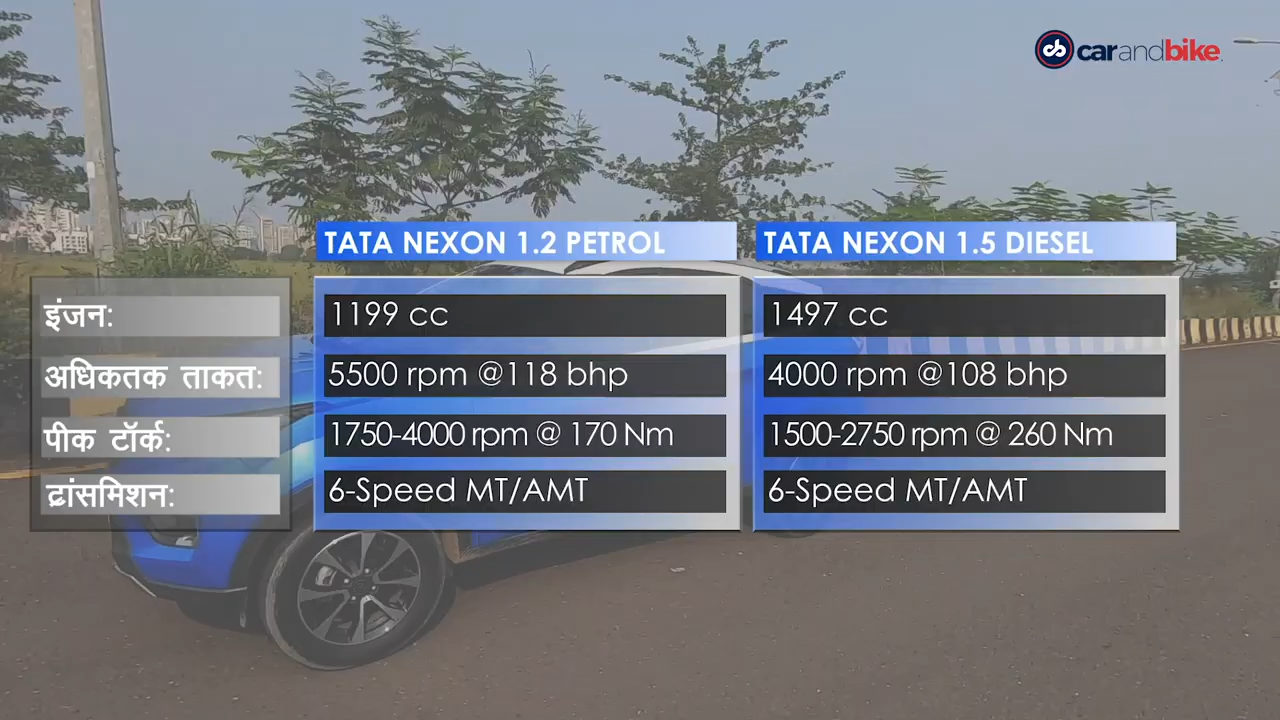 carandbike
TATA NEXON 1.2 PETROL
TATA NEXON 1.5 DIESEL
इंजन:
1199 cc
1497 cc
अधिकतक ताकत:
5500 rpm @118 bhp
4000 rpm @108 bhp
पीक टॉर्क:
1750-4000 rpm @ 170 Nm
1500-2750 rpm @ 260 Nm
ट्रांसमिशन:
6-Speed MT/AMT
6-Speed MT/AMT